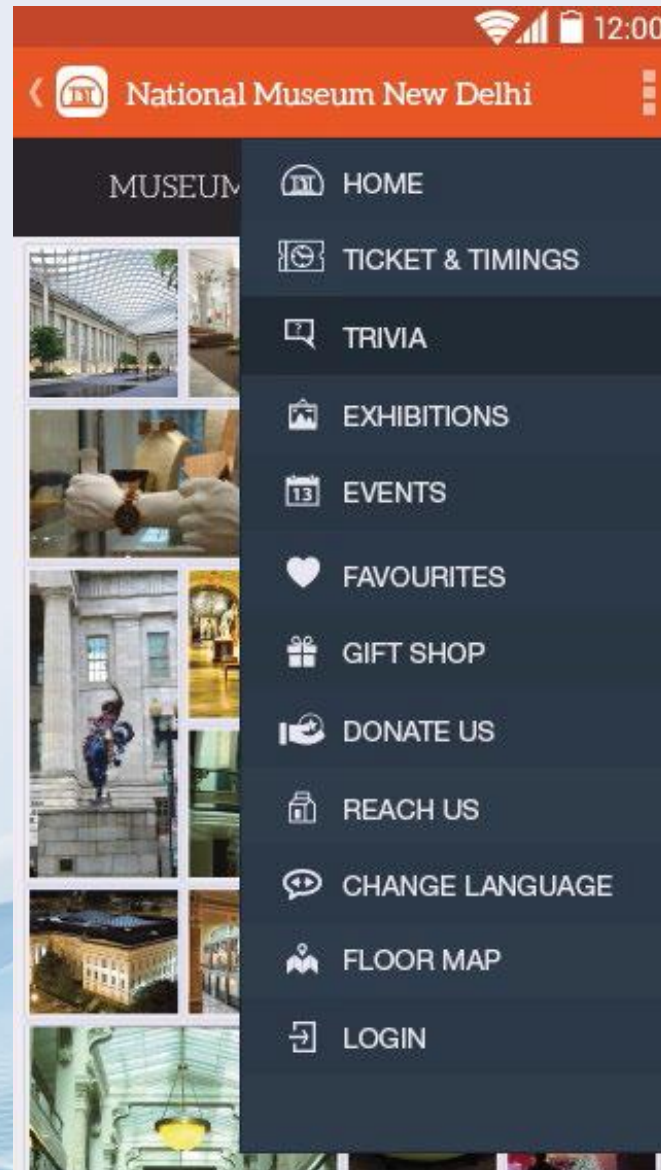 12:00
National Museum New Delhi
MUSEUM
HOME
TICKET & TIMINGS
TRIVIA
EXHIBITIONS
13
EVENTS
FAVOURITES
GIFT SHOP
DONATE US
REACH US
CHANGE LANGUAGE
FLOOR MAP
LOGIN